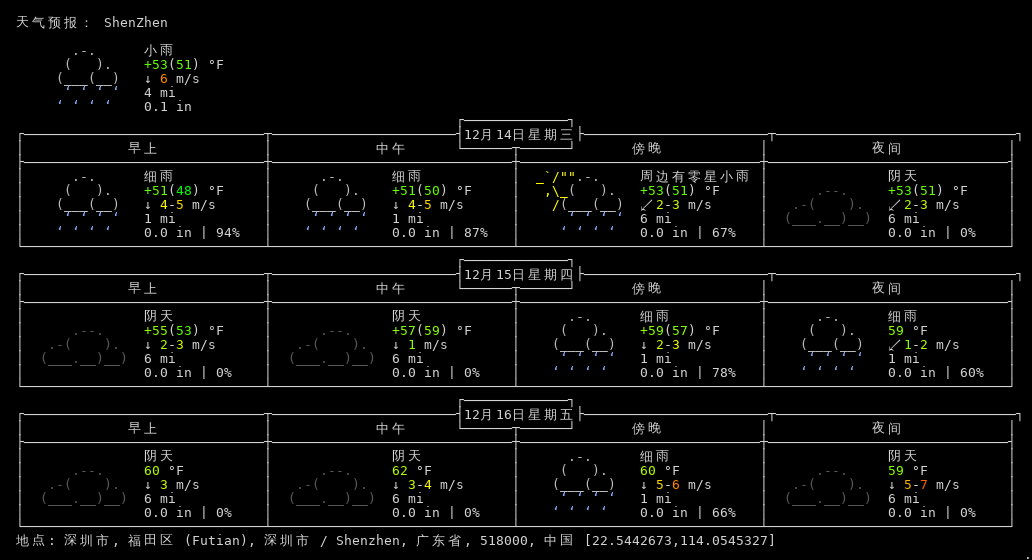 天气预报： ShenZhen
小雨
+53(51) °F
↓ 6 m/s
4 mi
0.1 in
12月14日星期三
早上 中午 傍晚 夜间
细雨 细雨 周边有零星小雨 阴天
+51(48) °F +51(50) °F +53(51) °F +53(51) °F
↓ 4-5 m/s ↓ 4-5 m/s ↙ 2-3 m/s ↙ 2-3 m/s
1 mi 1 mi 6 mi 6 mi
0.0 in | 94% 0.0 in | 87% 0.0 in | 67% 0.0 in | 0%
12月15日星期四
早上 中午 傍晚 夜间
阴天 阴天 细雨 细雨
+55(53) °F +57(59) °F +59(57) °F 59 °F
↓ 2-3 m/s ↓ 1 m/s ↓ 2-3 m/s ↙ 1-2 m/s
6 mi 6 mi 1 mi 1 mi
0.0 in | 0% 0.0 in | 0% 0.0 in | 78% 0.0 in | 60%
12月16日星期五
早上 中午 傍晚 夜间
阴天 阴天 细雨 阴天
60 °F 62 °F 60 °F 59 °F
↓ 3 m/s ↓ 3-4 m/s ↓ 5-6 m/s ↓ 5-7 m/s
6 mi 6 mi 1 mi 6 mi
0.0 in | 0% 0.0 in | 0% 0.0 in | 66% 0.0 in | 0%
地点: 深圳市, 福田区 (Futian), 深圳市 / Shenzhen, 广东省, 518000, 中国 [22.5442673,114.0545327]